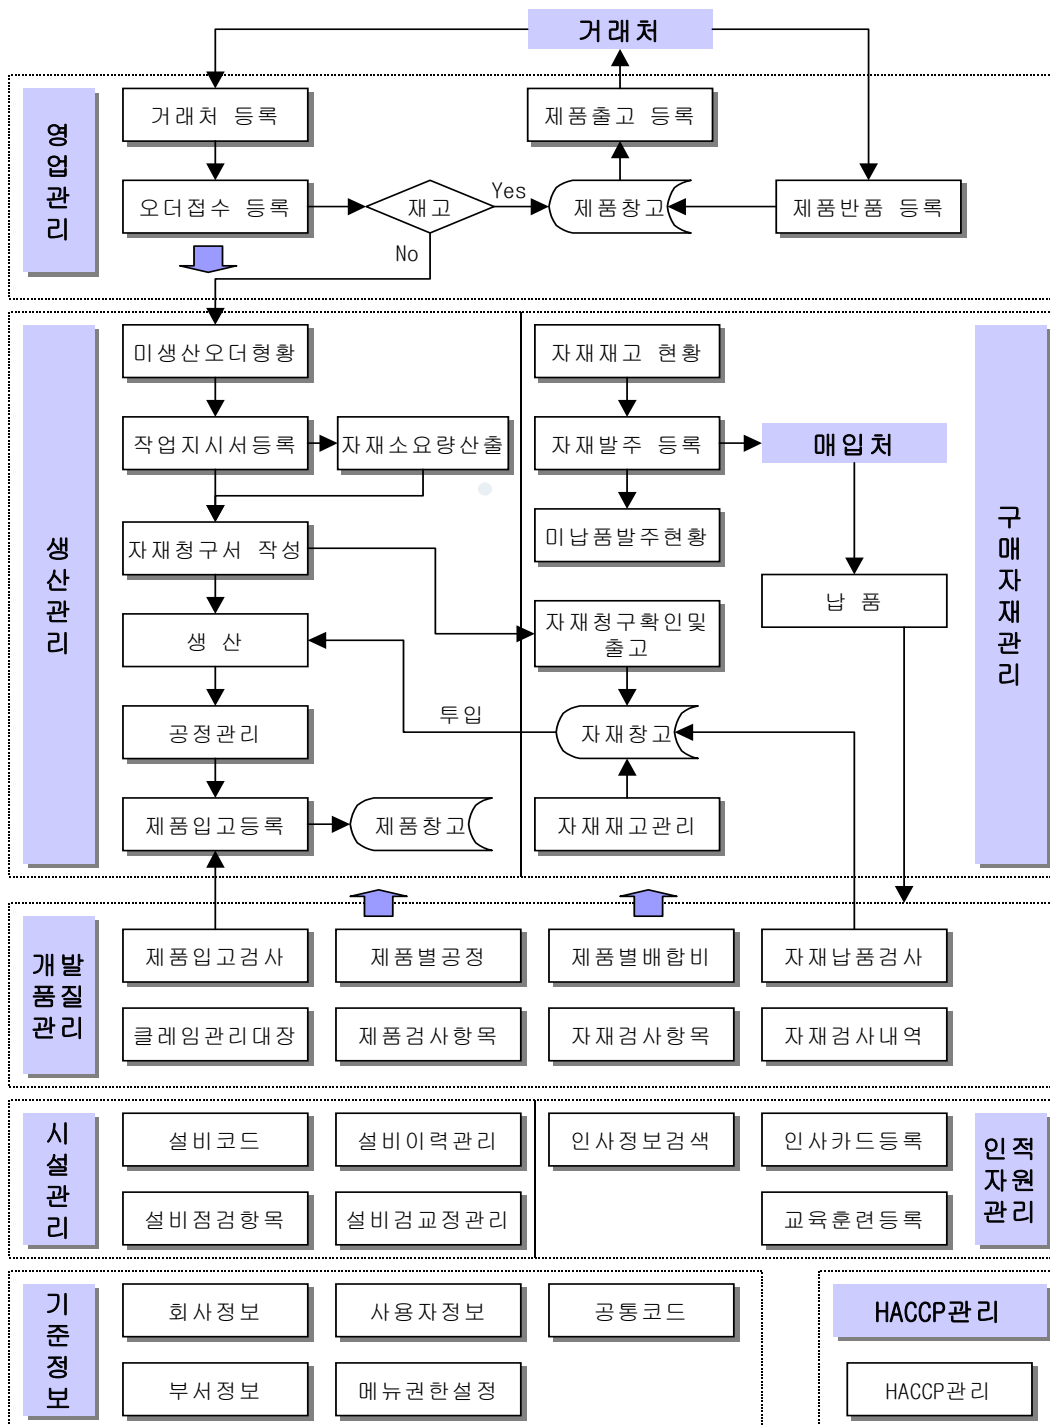 거래처
영
업
관
리
거래처 등록
제품출고 등록
오더접수 등록
재고
Yes
제품창고
제품반품 등록
No
생
산
관
리
미생산오더형황
자재재고 현황
작업지시서등록
자재소요량산출
자재발주 등록
매입처
자재청구서 작성
미납품발주현황
구
매
자
재
관
리
납 품
생 산
자재청구확인및
출고
공정관리
투입
자재창고
제품입고등록
제품창고
자재재고관리
개발
품질
관리
제품입고검사
제품별공정
제품별배합비
자재납품검사
클레임관리대장
제품검사항목
자재검사항목
자재검사내역
시
설
관
리
설비코드
설비이력관리
인사정보검색
인사카드등록
인적
자원
관리
설비점검항목
설비검교정관리
교육훈련등록
기
준
정
보
회사정보
사용자정보
공통코드
HACCP관리
부서정보
메뉴권한설정
HACCP관리